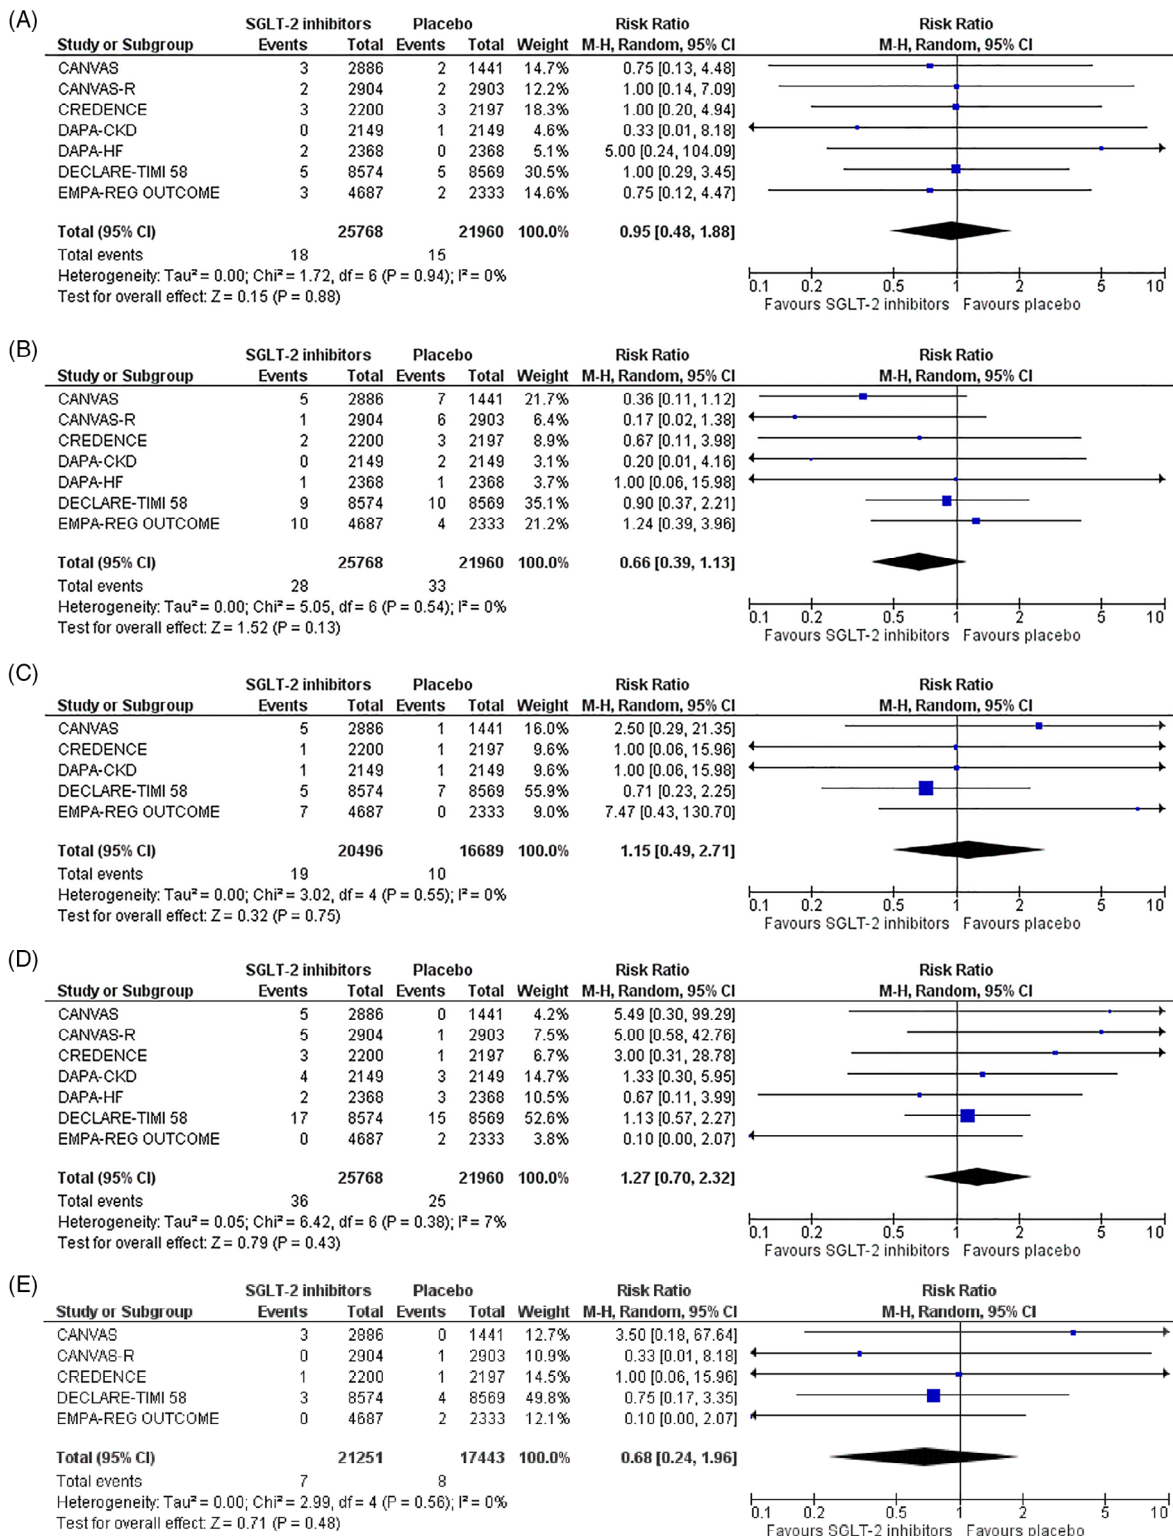 (A)
SGLT-2 inhibitors Placebo Risk Ratio Risk Ratio
Study or Subgroup Events Total Events Total Weight M-H, Random, 95% CI M-H, Random, 95% CI
CANVAS 3 2886 2 1441 14.7% 0.75 [0.13, 4.48]
CANVAS-R 2 2904 2 2903 12.2% 1.00 [0.14, 7.09]
CREDENCE 3 2200 3 2197 18.3% 1.00 [0.20, 4.94]
DAPA-CKD 0 2149 1 2149 4.6% 0.33 [0.01, 8.18]
DAPA-HF 2 2368 0 2368 5.1% 5.00 [0.24, 104.09]
DECLARE-TIMI 58 5 8574 5 8569 30.5% 1.00 [0.29, 3.45]
EMPA-REG OUTCOME 3 4687 2 2333 14.6% 0.75 [0.12, 4.47]
Total (95% CI) 25768 21960 100.0% 0.95 [0.48, 1.88]
Total events 18 15
Heterogeneity: Tau² = 0.00; Chi² = 1.72, df = 6 (P = 0.94); I² = 0%
Test for overall effect: Z = 0.15 (P = 0.88)
0.1 0.2 0.5 1 2 5 10
Favours SGLT-2 inhibitors Favours placebo
(B)
SGLT-2 inhibitors Placebo Risk Ratio Risk Ratio
Study or Subgroup Events Total Events Total Weight M-H, Random, 95% CI M-H, Random, 95% CI
CANVAS 5 2886 7 1441 21.7% 0.36 [0.11, 1.12]
CANVAS-R 1 2904 6 2903 6.4% 0.17 [0.02, 1.38]
CREDENCE 2 2200 3 2197 8.9% 0.67 [0.11, 3.98]
DAPA-CKD 0 2149 2 2149 3.1% 0.20 [0.01, 4.16]
DAPA-HF 1 2368 1 2368 3.7% 1.00 [0.06, 15.98]
DECLARE-TIMI 58 9 8574 10 8569 35.1% 0.90 [0.37, 2.21]
EMPA-REG OUTCOME 10 4687 4 2333 21.2% 1.24 [0.39, 3.96]
Total (95% CI) 25768 21960 100.0% 0.66 [0.39, 1.13]
Total events 28 33
Heterogeneity: Tau² = 0.00; Chi² = 5.05, df = 6 (P = 0.54); I² = 0%
Test for overall effect: Z = 1.52 (P = 0.13)
0.1 0.2 0.5 1 2 5 10
Favours SGLT-2 inhibitors Favours placebo
(C)
SGLT-2 inhibitors Placebo Risk Ratio Risk Ratio
Study or Subgroup Events Total Events Total Weight M-H, Random, 95% CI M-H, Random, 95% CI
CANVAS 5 2886 1 1441 16.0% 2.50 [0.29, 21.35]
CREDENCE 1 2200 1 2197 9.6% 1.00 [0.06, 15.96]
DAPA-CKD 1 2149 1 2149 9.6% 1.00 [0.06, 15.98]
DECLARE-TIMI 58 5 8574 7 8569 55.9% 0.71 [0.23, 2.25]
EMPA-REG OUTCOME 7 4687 0 2333 9.0% 7.47 [0.43, 130.70]
Total (95% CI) 20496 16689 100.0% 1.15 [0.49, 2.71]
Total events 19 10
Heterogeneity: Tau² = 0.00; Chi² = 3.02, df = 4 (P = 0.55); I² = 0%
Test for overall effect: Z = 0.32 (P = 0.75)
0.1 0.2 0.5 1 2 5 10
Favours SGLT-2 inhibitors Favours placebo
(D)
SGLT-2 inhibitors Placebo Risk Ratio Risk Ratio
Study or Subgroup Events Total Events Total Weight M-H, Random, 95% CI M-H, Random, 95% CI
CANVAS 5 2886 0 1441 4.2% 5.49 [0.30, 99.29]
CANVAS-R 5 2904 1 2903 7.5% 5.00 [0.58, 42.76]
CREDENCE 3 2200 1 2197 6.7% 3.00 [0.31, 28.78]
DAPA-CKD 4 2149 3 2149 14.7% 1.33 [0.30, 5.95]
DAPA-HF 2 2368 3 2368 10.5% 0.67 [0.11, 3.99]
DECLARE-TIMI 58 17 8574 15 8569 52.6% 1.13 [0.57, 2.27]
EMPA-REG OUTCOME 0 4687 2 2333 3.8% 0.10 [0.00, 2.07]
Total (95% CI) 25768 21960 100.0% 1.27 [0.70, 2.32]
Total events 36 25
Heterogeneity: Tau² = 0.05; Chi² = 6.42, df = 6 (P = 0.38); I² = 7%
Test for overall effect: Z = 0.79 (P = 0.43)
0.1 0.2 0.5 1 2 5 10
Favours SGLT-2 inhibitors Favours placebo
(E)
SGLT-2 inhibitors Placebo Risk Ratio Risk Ratio
Study or Subgroup Events Total Events Total Weight M-H, Random, 95% CI M-H, Random, 95% CI
CANVAS 3 2886 0 1441 12.7% 3.50 [0.18, 67.64]
CANVAS-R 0 2904 1 2903 10.9% 0.33 [0.01, 8.18]
CREDENCE 1 2200 1 2197 14.5% 1.00 [0.06, 15.96]
DECLARE-TIMI 58 3 8574 4 8569 49.8% 0.75 [0.17, 3.35]
EMPA-REG OUTCOME 0 4687 2 2333 12.1% 0.10 [0.00, 2.07]
Total (95% CI) 21251 17443 100.0% 0.68 [0.24, 1.96]
Total events 7 8
Heterogeneity: Tau² = 0.00; Chi² = 2.99, df = 4 (P = 0.56); I² = 0%
Test for overall effect: Z = 0.71 (P = 0.48)
0.1 0.2 0.5 1 2 5 10
Favours SGLT-2 inhibitors Favours placebo